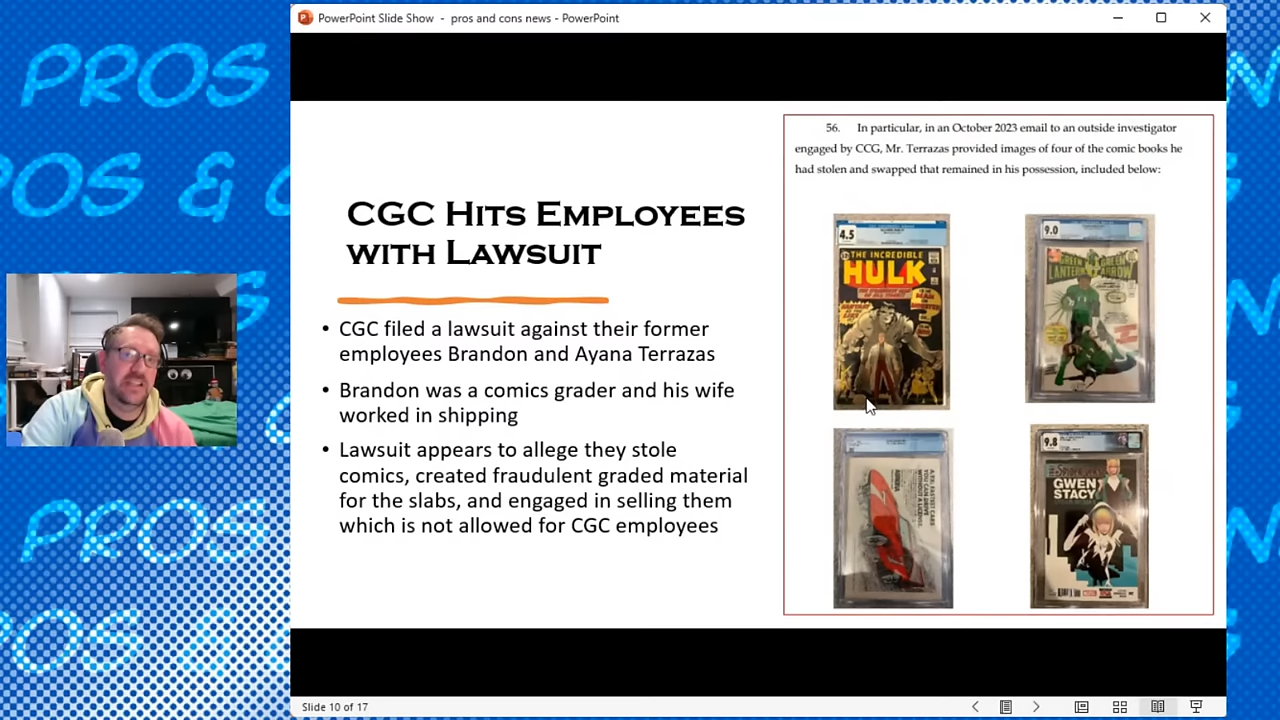 PowerPoint Slide Show - pros and cons news - PowerPoint
PROS
POS & C
CGC HITS EMPLOYEES
WITH LAWSUIT
• CGC filed a lawsuit against their former
employees Brandon and Ayana Terrazas
• Brandon was a comics grader and his wife
worked in shipping
• Lawsuit appears to allege they stole
comics, created fraudulent graded material
for the slabs, and engaged in selling them
which is not allowed for CGC employees
56. In particular, in an October 2023 email to an outside investigator
engaged by CCG, Mr. Terrazas provided images of four of the comic books he
had stolen and swapped that remained in his possession, included below:
4.5
THE INCREDIBLE
HULK
9.0
GREEN GREEN
LANTERN ARROW
9.8
GWEN
STACY
Slide 10 of 17